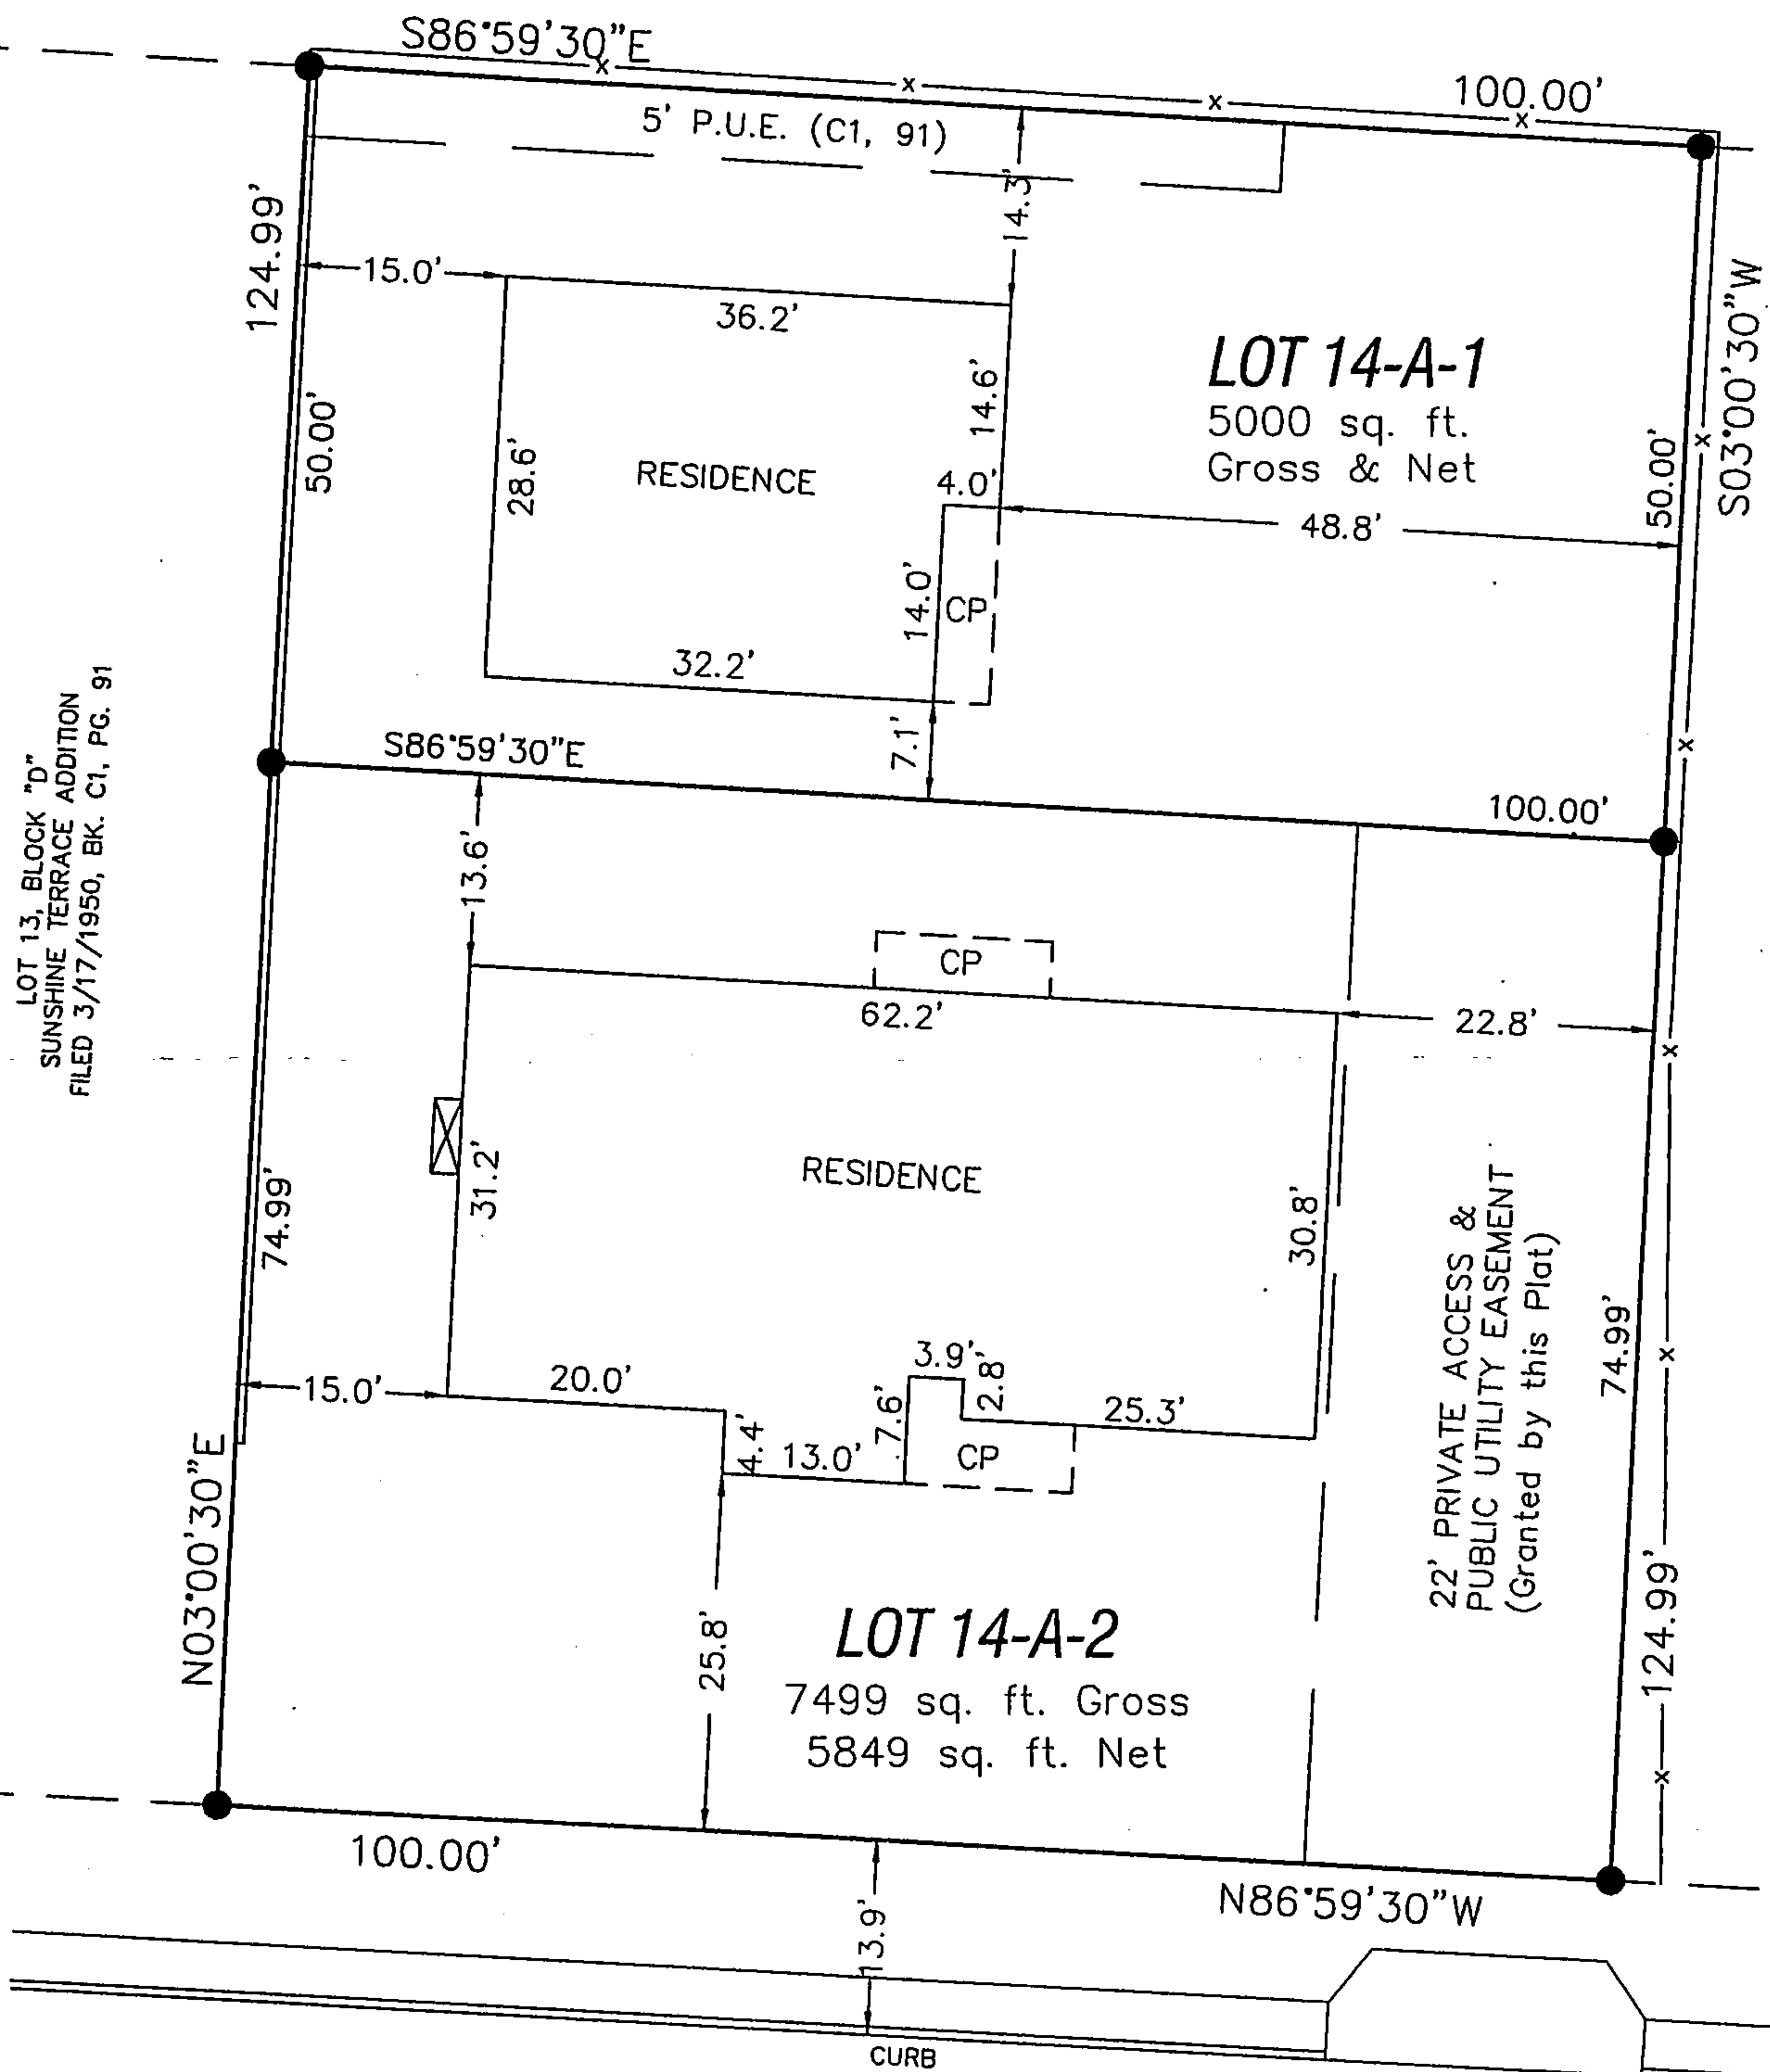 S86°59'30"E
100.00'
5' P.U.E. (C1, 91)
124.99'
14.3'
15.0'
36.2'
S03°00'30"W
LOT 14-A-1
5000 sq. ft.
Gross & Net
50.00'
28.6'
RESIDENCE
14.6'
4.0'
48.8'
50.00'
14.0'
CP
32.2'
7.1'
LOT 13, BLOCK "D"
SUNSHINE TERRACE ADDITION
FILED 3/17/1950, BK. C1, PG. 91
S86°59'30"E
100.00'
13.6'
CP
62.2'
22.8'
74.99'
31.2'
RESIDENCE
30.8'
22' PRIVATE ACCESS &
PUBLIC UTILITY EASEMENT
(Granted by this Plat)
74.99'
15.0'
20.0'
3.9'
2.8'
7.6'
25.3'
4.4'
13.0'
CP
N03°00'30"E
25.8'
LOT 14-A-2
7499 sq. ft. Gross
5849 sq. ft. Net
124.99'
100.00'
N86°59'30"W
13.9'
CURB
x
x
x
x
x
x
x
x
x